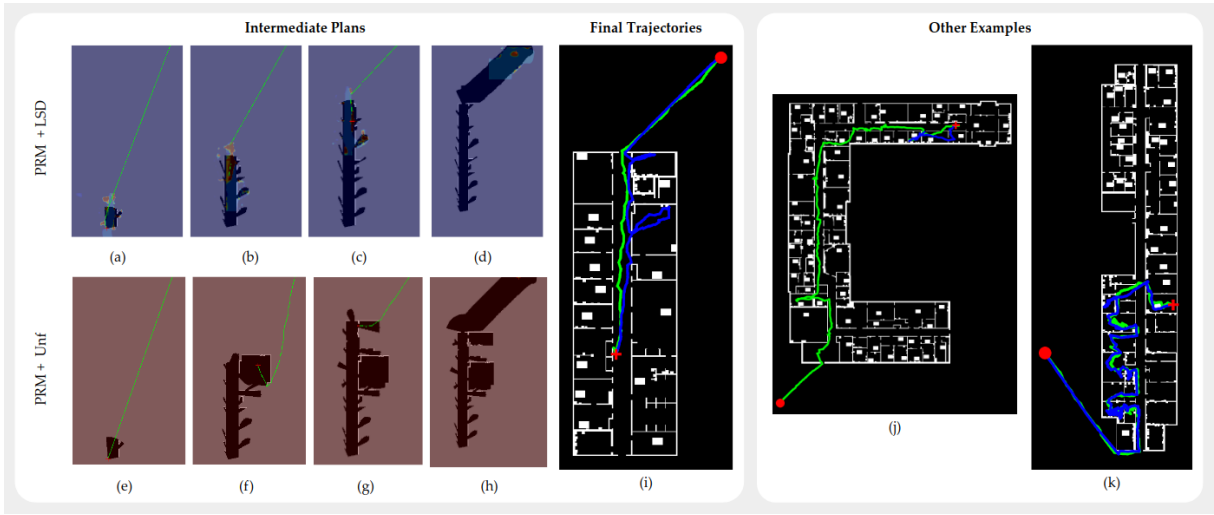 Intermediate Plans
Final Trajectories
Other Examples
PRM + LSD
(a)
(b)
(c)
(d)
PRM + Unf
(e)
(f)
(g)
(h)
(i)
(j)
(k)